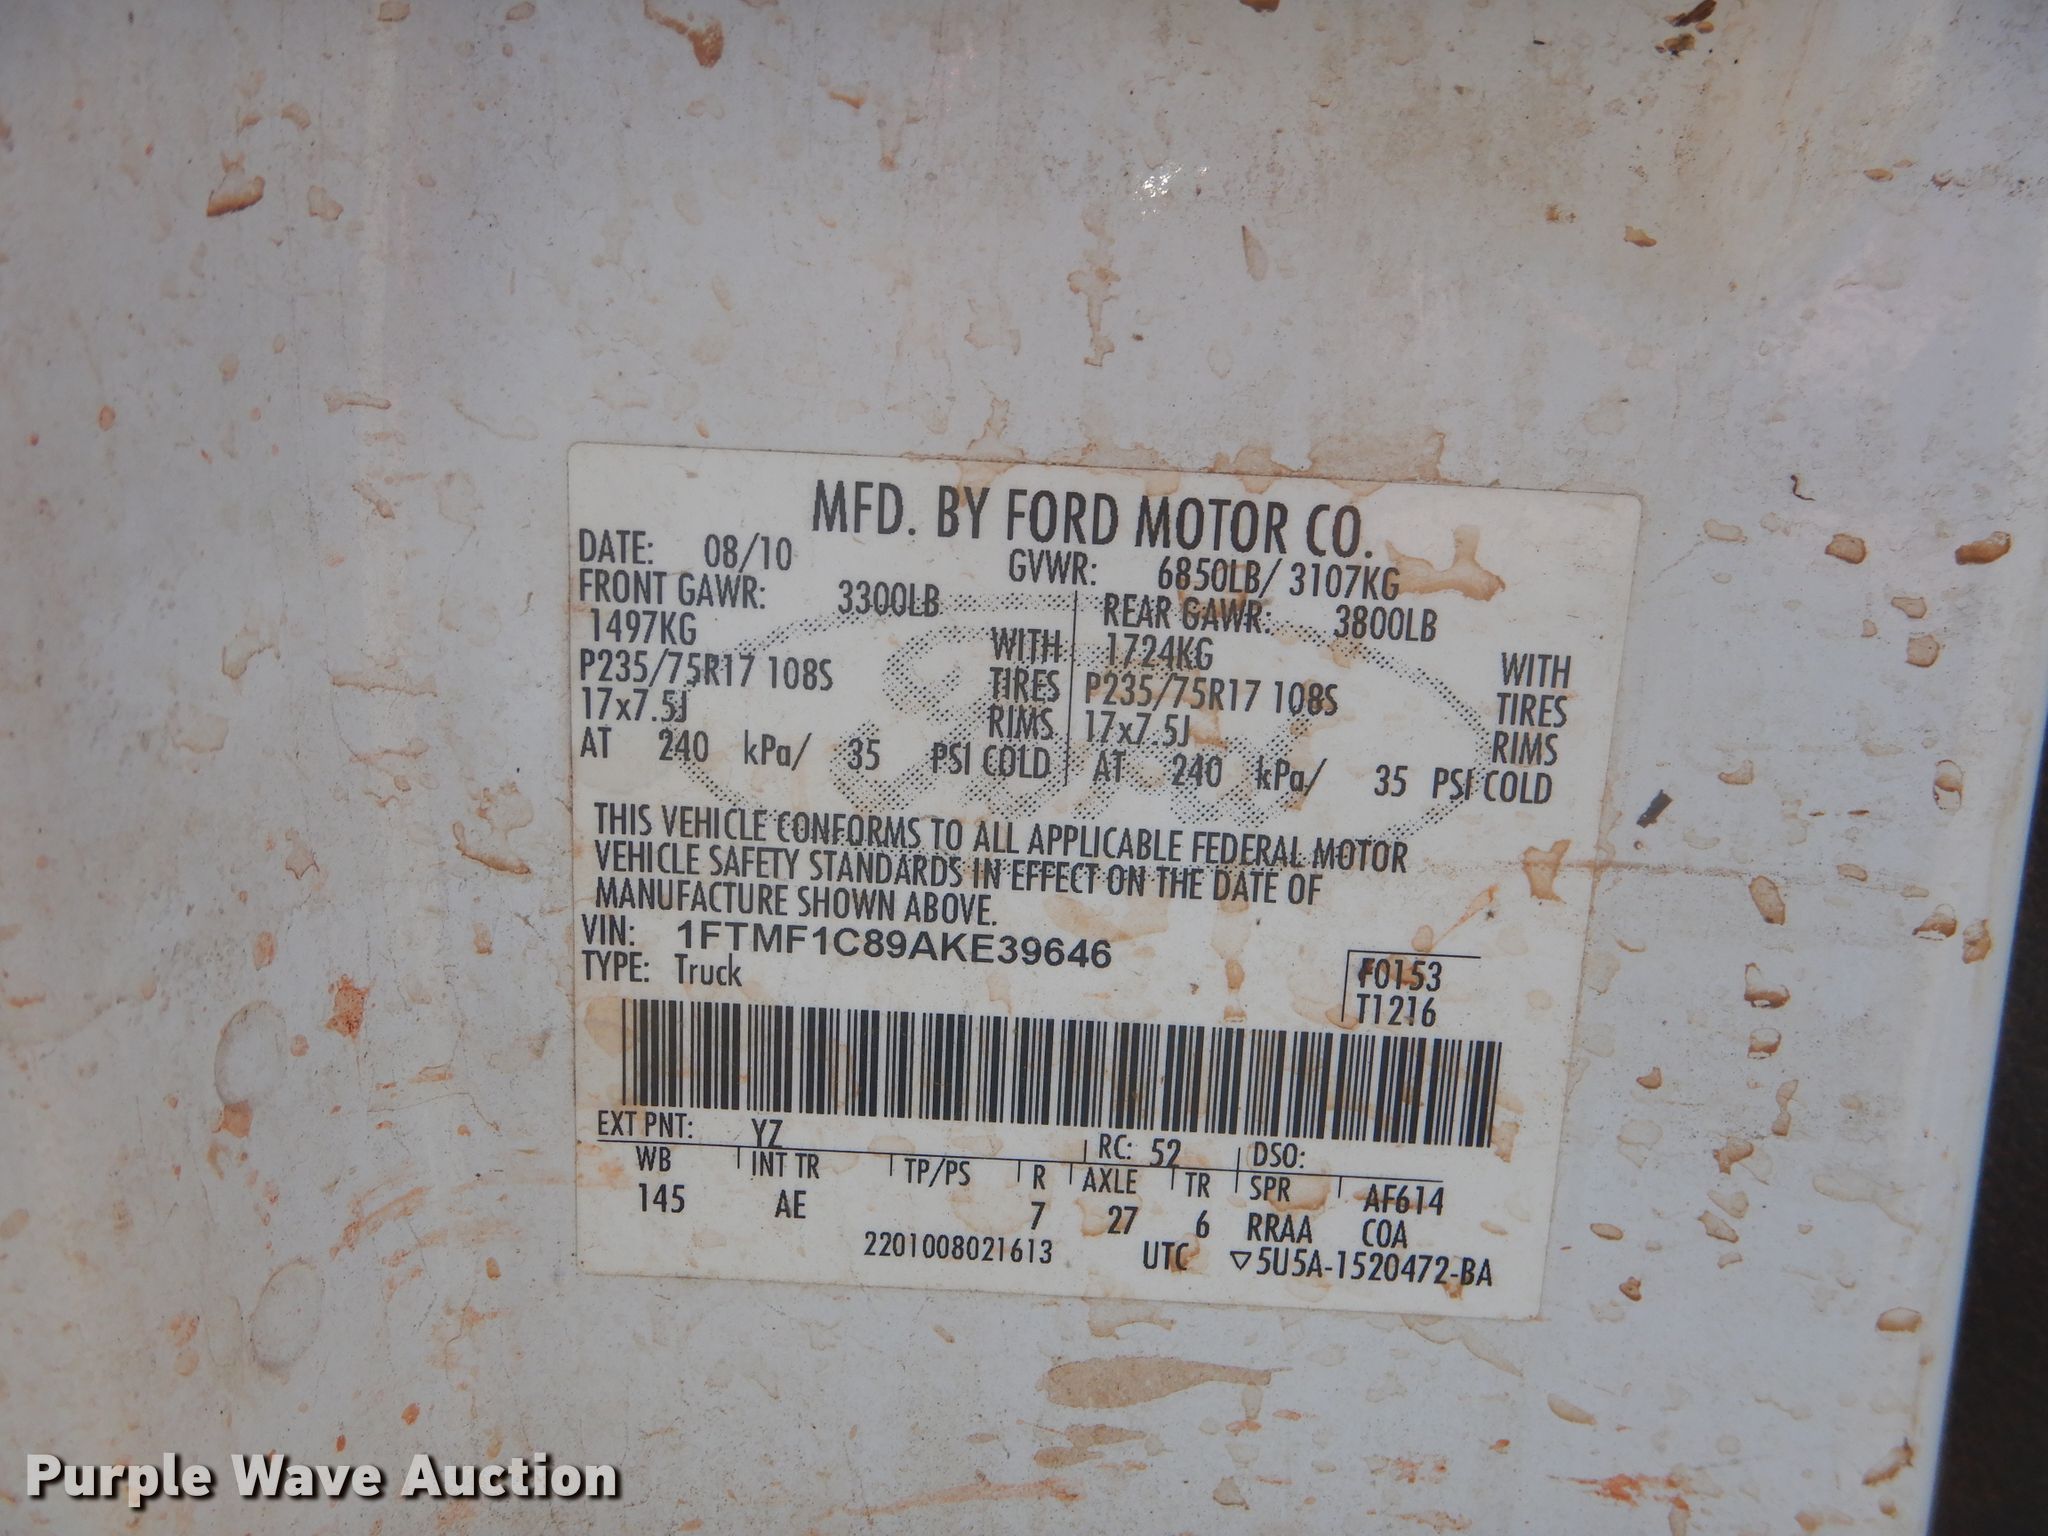 MFD. BY FORD MOTOR CO.
DATE: 08/10 GVWR: 6850LB/ 3107KG
FRONT GAWR: 3300LB REAR GAWR: 3800LB
1497KG WITH 1724KG WITH
P235/75R17 108S TIRES P235/75R17 108S TIRES
17x7.5J RIMS 17x7.5J RIMS
AT 240 kPa/ 35 PSI COLD AT 240 kPa/ 35 PSI COLD
THIS VEHICLE CONFORMS TO ALL APPLICABLE FEDERAL MOTOR
VEHICLE SAFETY STANDARDS IN EFFECT ON THE DATE OF
MANUFACTURE SHOWN ABOVE.
VIN: 1FTMF1C89AKE39646
TYPE: Truck
F0153
T1216
EXT PNT: YZ RC: 52 DSO:
WB INT TR TP/PS R AXLE TR SPR AF614
145 AE 7 27 6 RRAA COA
2201008021613 UTC ▽5U5A-1520472-BA
Purple Wave Auction